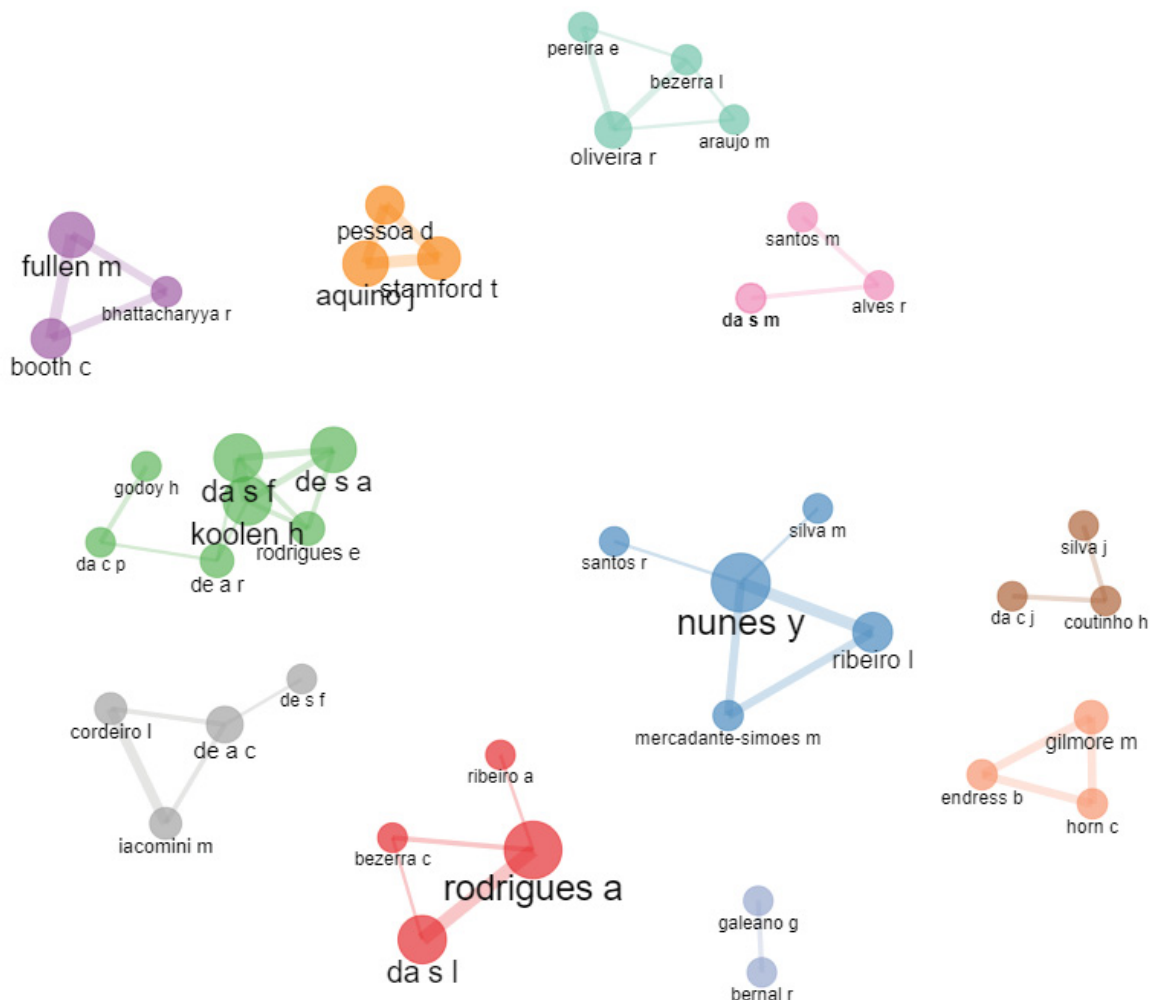 pereira e
bezerra l
oliveira r
araujo m
pessoa d
aquino j
stamford t
santos m
alves r
da s m
fullen m
bhattacharyya r
booth c
godoy h
da s f
de s a
koolen h
rodrigues e
da c p
de a r
silva m
santos r
nunes y
ribeiro l
mercadante-simoes m
silva j
da c j
coutinho h
de s f
cordeiro l
de a c
iacomini m
gilmore m
endress b
horn c
ribeiro a
bezerra c
rodrigues a
da s l
galeano g
bernal r